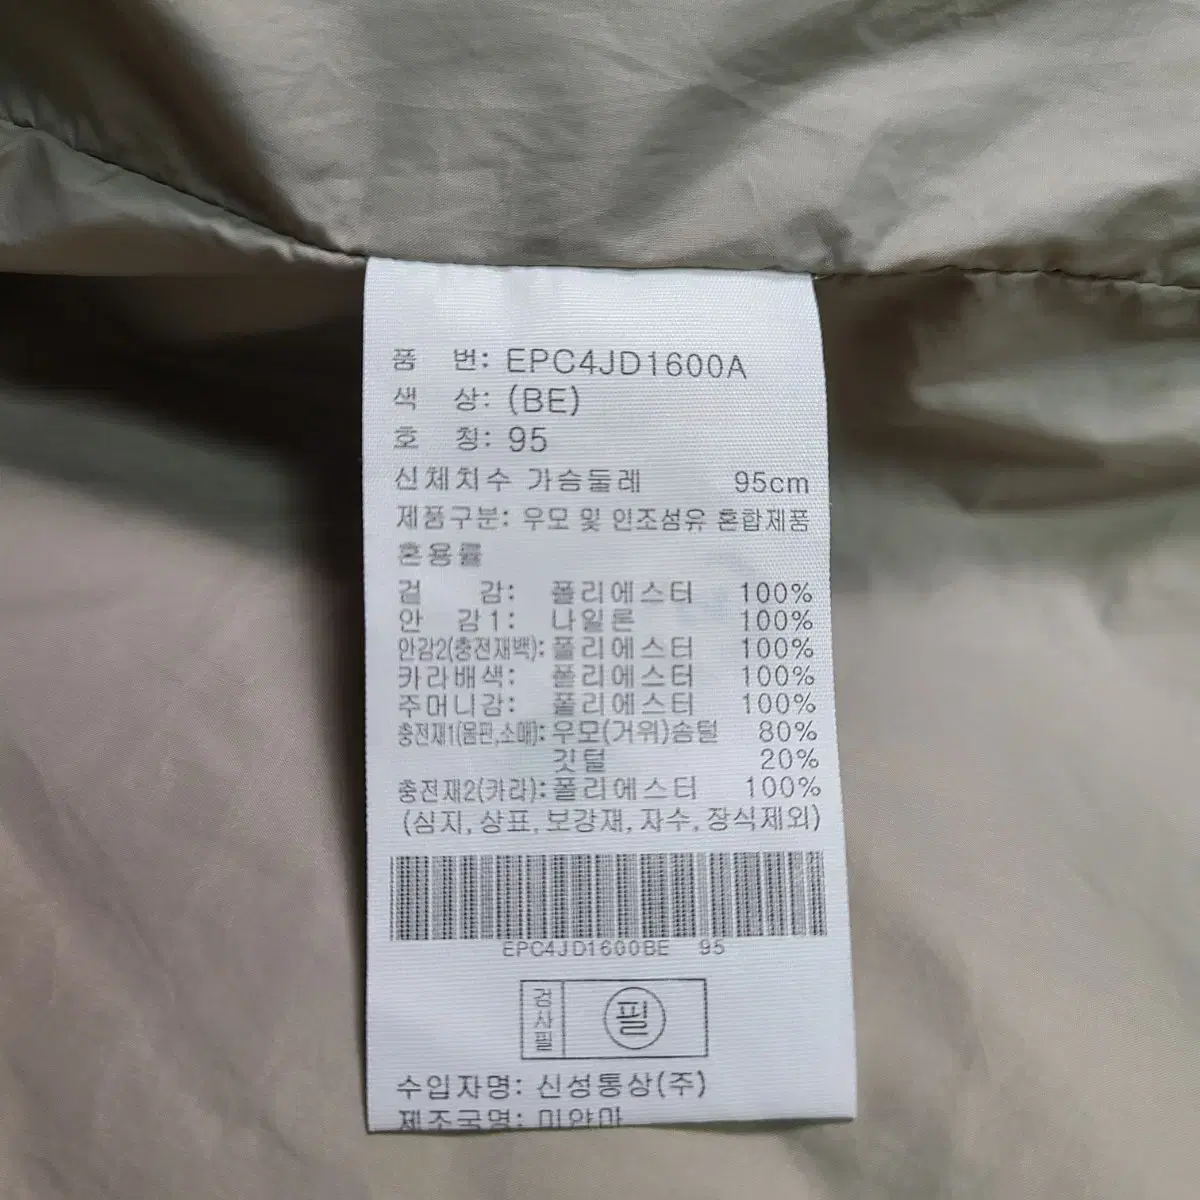 품 번: EPC4JD1600A
색 상: (BE)
호 칭: 95
신체치수 가슴둘레 95cm
제품구분: 우모 및 인조섬유 혼합제품
혼용률
겉 감: 폴리에스터 100%
안 감1: 나일론 100%
안감2(충전재백): 폴리에스터 100%
카라배색: 폴리에스터 100%
주머니감: 폴리에스터 100%
충전재1(몸판,소매): 우모(거위)솜털 80%
깃털 20%
충전재2(카라): 폴리에스터 100%
(심지, 상표, 보강재, 자수, 장식제외)
EPC4JD1600BE 95
검사필
필
수입자명: 신성통상(주)
제조국명: 미얀마